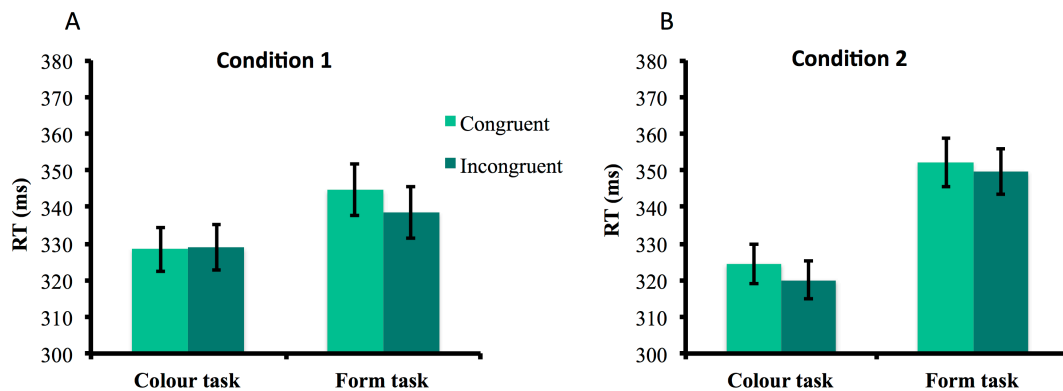 A
Condition 1
380
370
360
350
340
330
320
310
300
RT (ms)
Congruent
Incongruent
Colour task
Form task
B
Condition 2
380
370
360
350
340
330
320
310
300
RT (ms)
Colour task
Form task